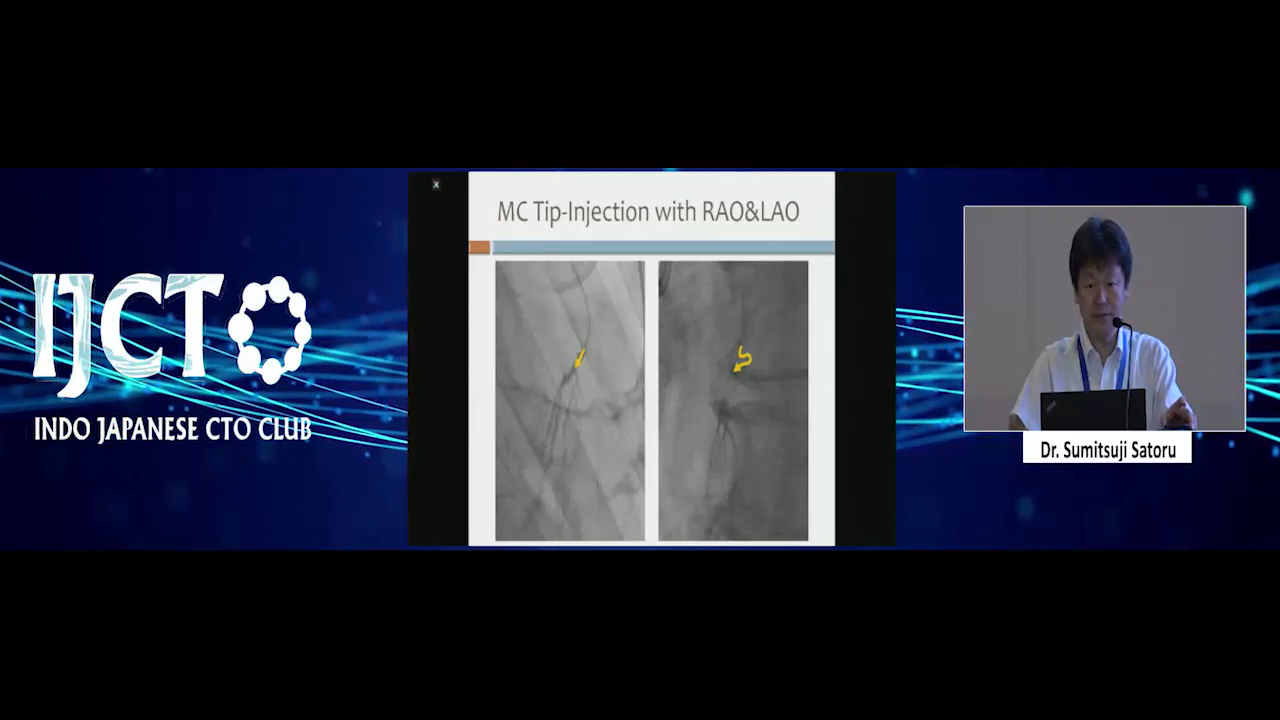 IJCTO
INDO JAPANESE CTO CLUB
X
MC Tip-Injection with RAO&LAO
Dr. Sumitsuji Satoru